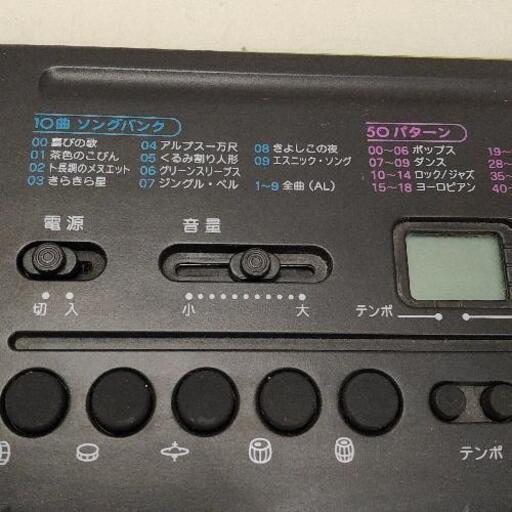 10曲 ソングバンク
00 喜びの歌
01 茶色のこびん
02 ト長調のメヌエット
03 きらきら星
04 アルプス一万尺
05 くるみ割り人形
06 グリーンスリーブス
07 ジングル・ベル
08 きよしこの夜
09 エスニック・ソング
1~9 全曲（AL）
50 パターン
00~06 ポップス
07~09 ダンス
10~14 ロック/ジャズ
15~18 ヨーロピアン
19~
28~
35~
40~
電源
切 入
音量
小 大
テンポ
テンポ